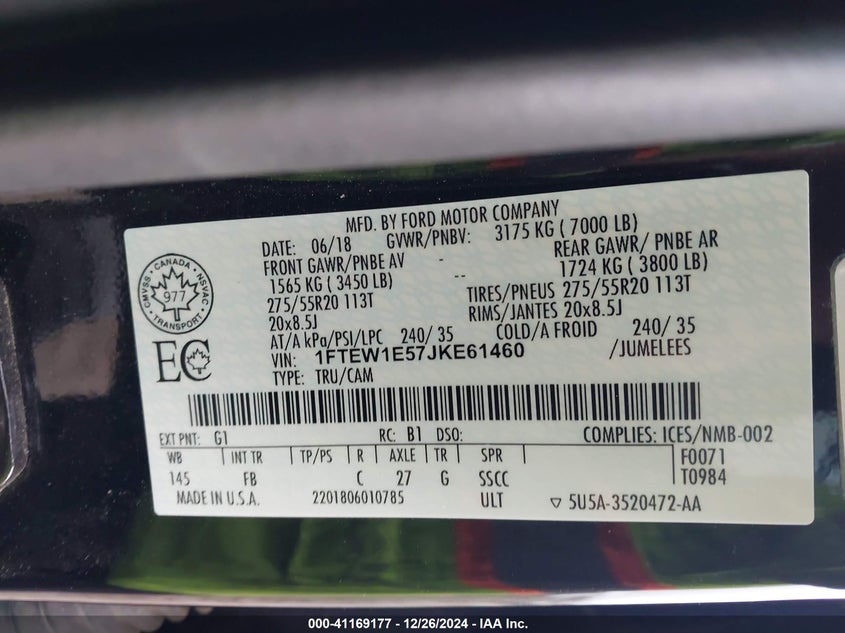 MFD. BY FORD MOTOR COMPANY
DATE: 06/18 GVWR/PNBV: 3175 KG ( 7000 LB)
FRONT GAWR/PNBE AV - REAR GAWR/ PNBE AR
1565 KG ( 3450 LB) -- 1724 KG ( 3800 LB)
275/55R20 113T TIRES/PNEUS 275/55R20 113T
20x8.5J RIMS/JANTES 20x8.5J
AT/A kPa/PSI/LPC 240/ 35 COLD/A FROID 240/ 35
VIN: 1FTEW1E57JKE61460 /JUMELEES
TYPE: TRU/CAM
CMVSS · CANADA · NSVAC
977
TRANSPORT
EC
EXT PNT: G1 RC: B1 DSO: COMPLIES: ICES/NMB-002
WB INT TR TP/PS R AXLE TR SPR F0071
145 FB C 27 G SSCC T0984
MADE IN U.S.A. 2201806010785 ULT ▽ 5U5A-3520472-AA
000-41169177 - 12/26/2024 - IAA Inc.